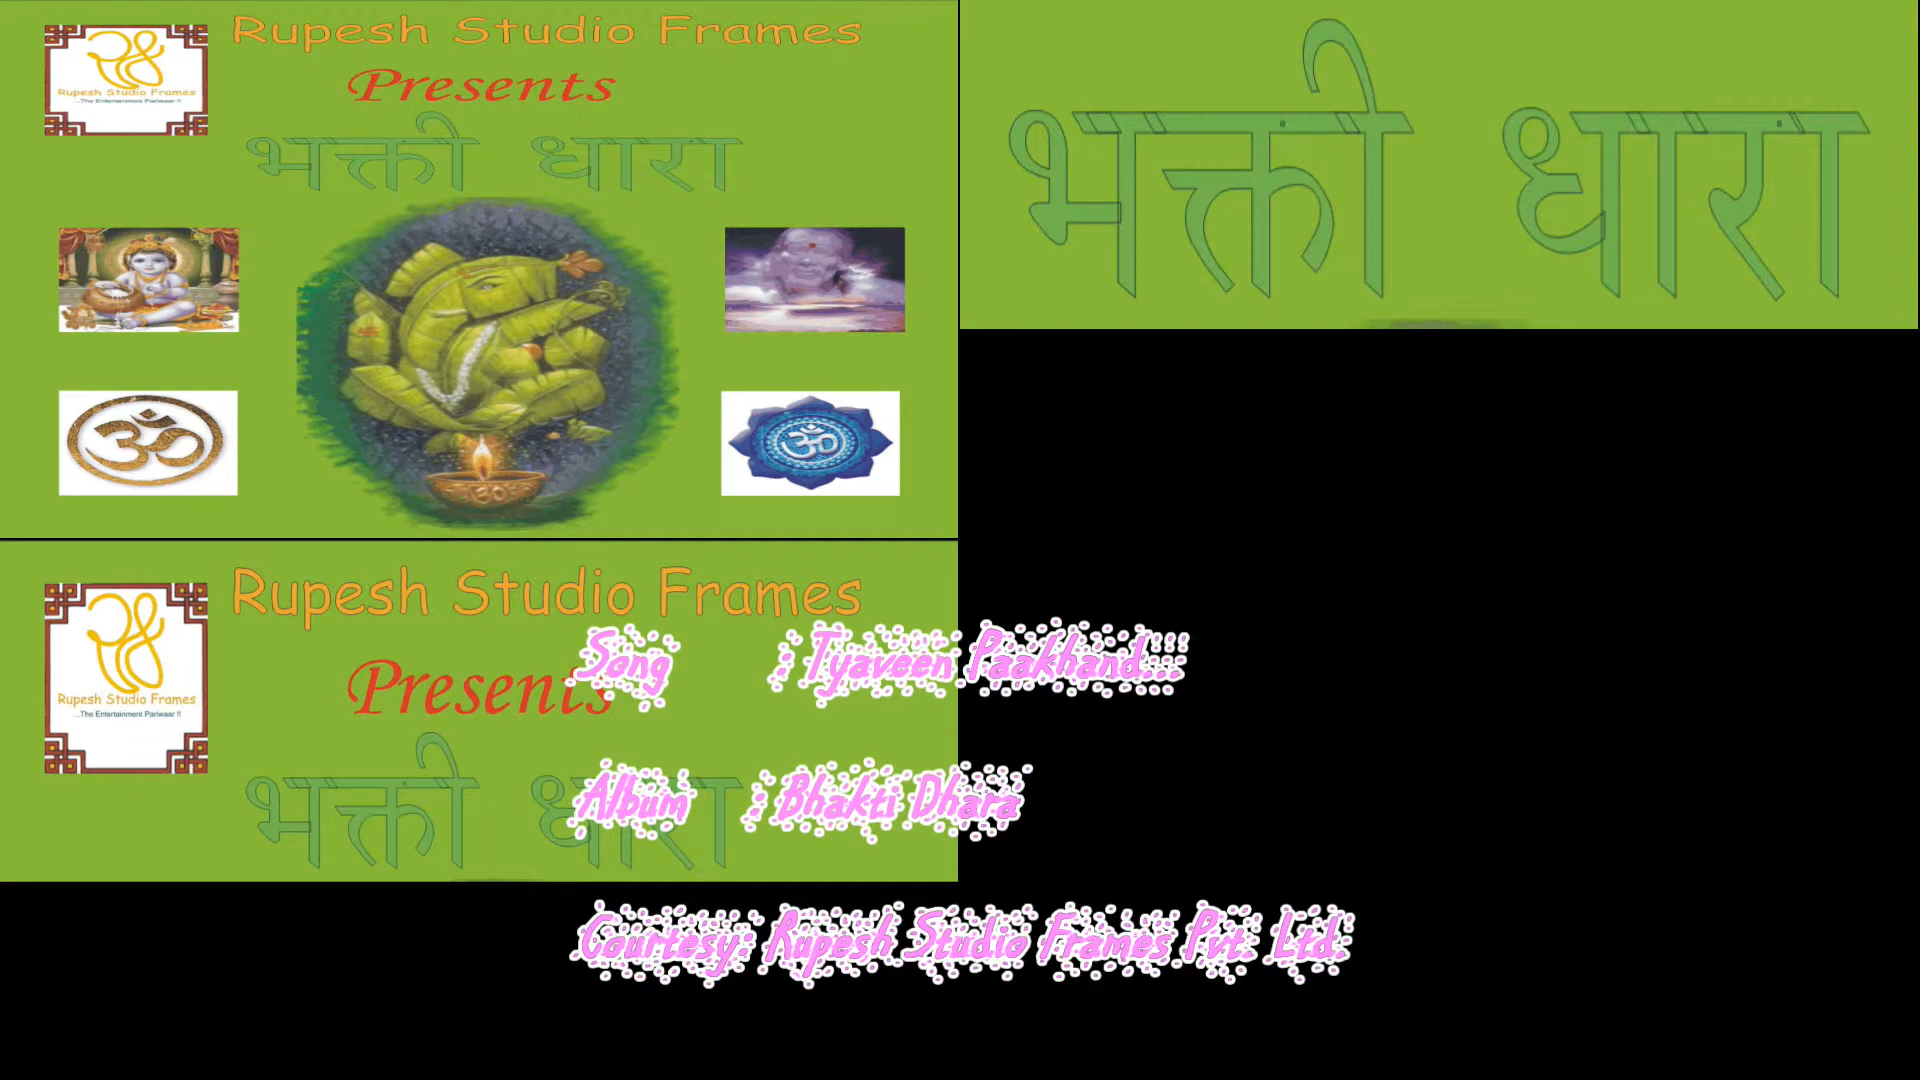 Rupesh Studio Frames
Presents
Rupesh Studio Frames
...The Entertainment Pariwaar !!
भक्ती धारा
ॐ
ॐ
ॐ
भक्ती धारा
Rupesh Studio Frames
Presents
Rupesh Studio Frames
...The Entertainment Pariwaar !!
भक्ती धारा
Song : Tyaveen Paakhand...
Album : Bhakti Dhara
Courtesy: Rupesh Studio Frames Pvt. Ltd.